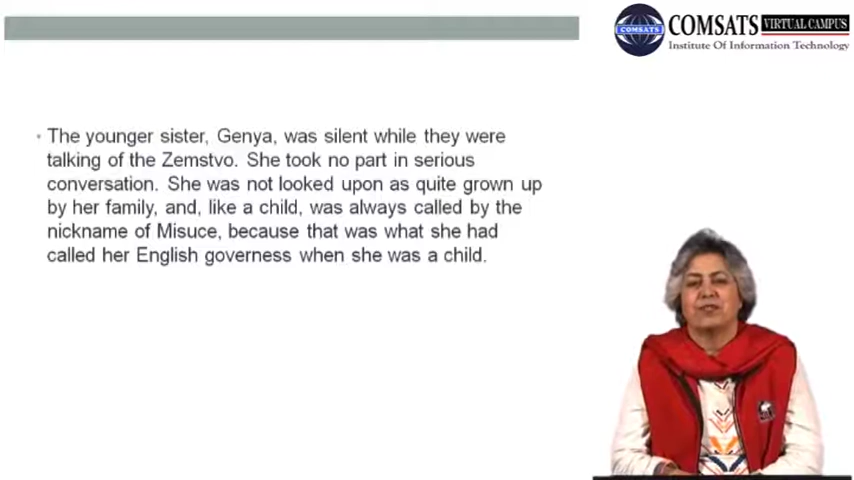 COMSATS VIRTUAL CAMPUS
COMSATS
Institute Of Information Technology
• The younger sister, Genya, was silent while they were
talking of the Zemstvo. She took no part in serious
conversation. She was not looked upon as quite grown up
by her family, and, like a child, was always called by the
nickname of Misuce, because that was what she had
called her English governess when she was a child.